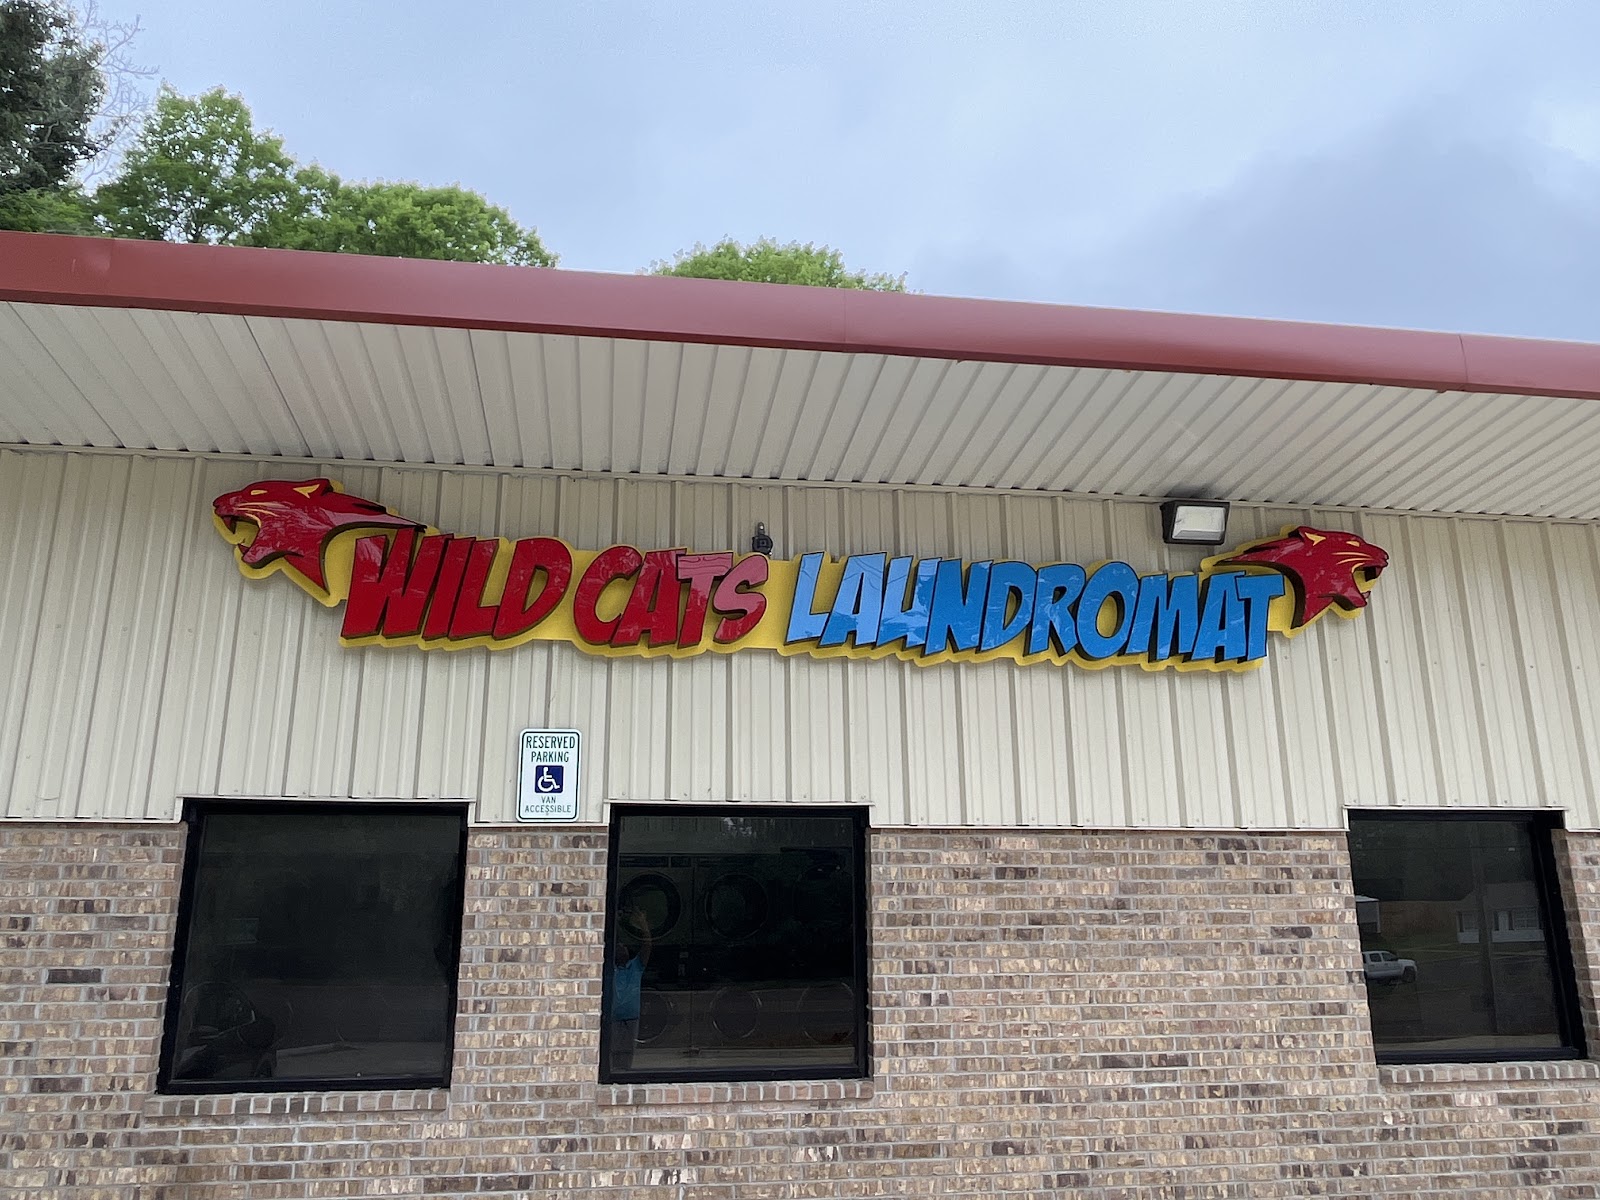 WILD CATS LAUNDROMAT
RESERVED
PARKING
VAN
ACCESSIBLE